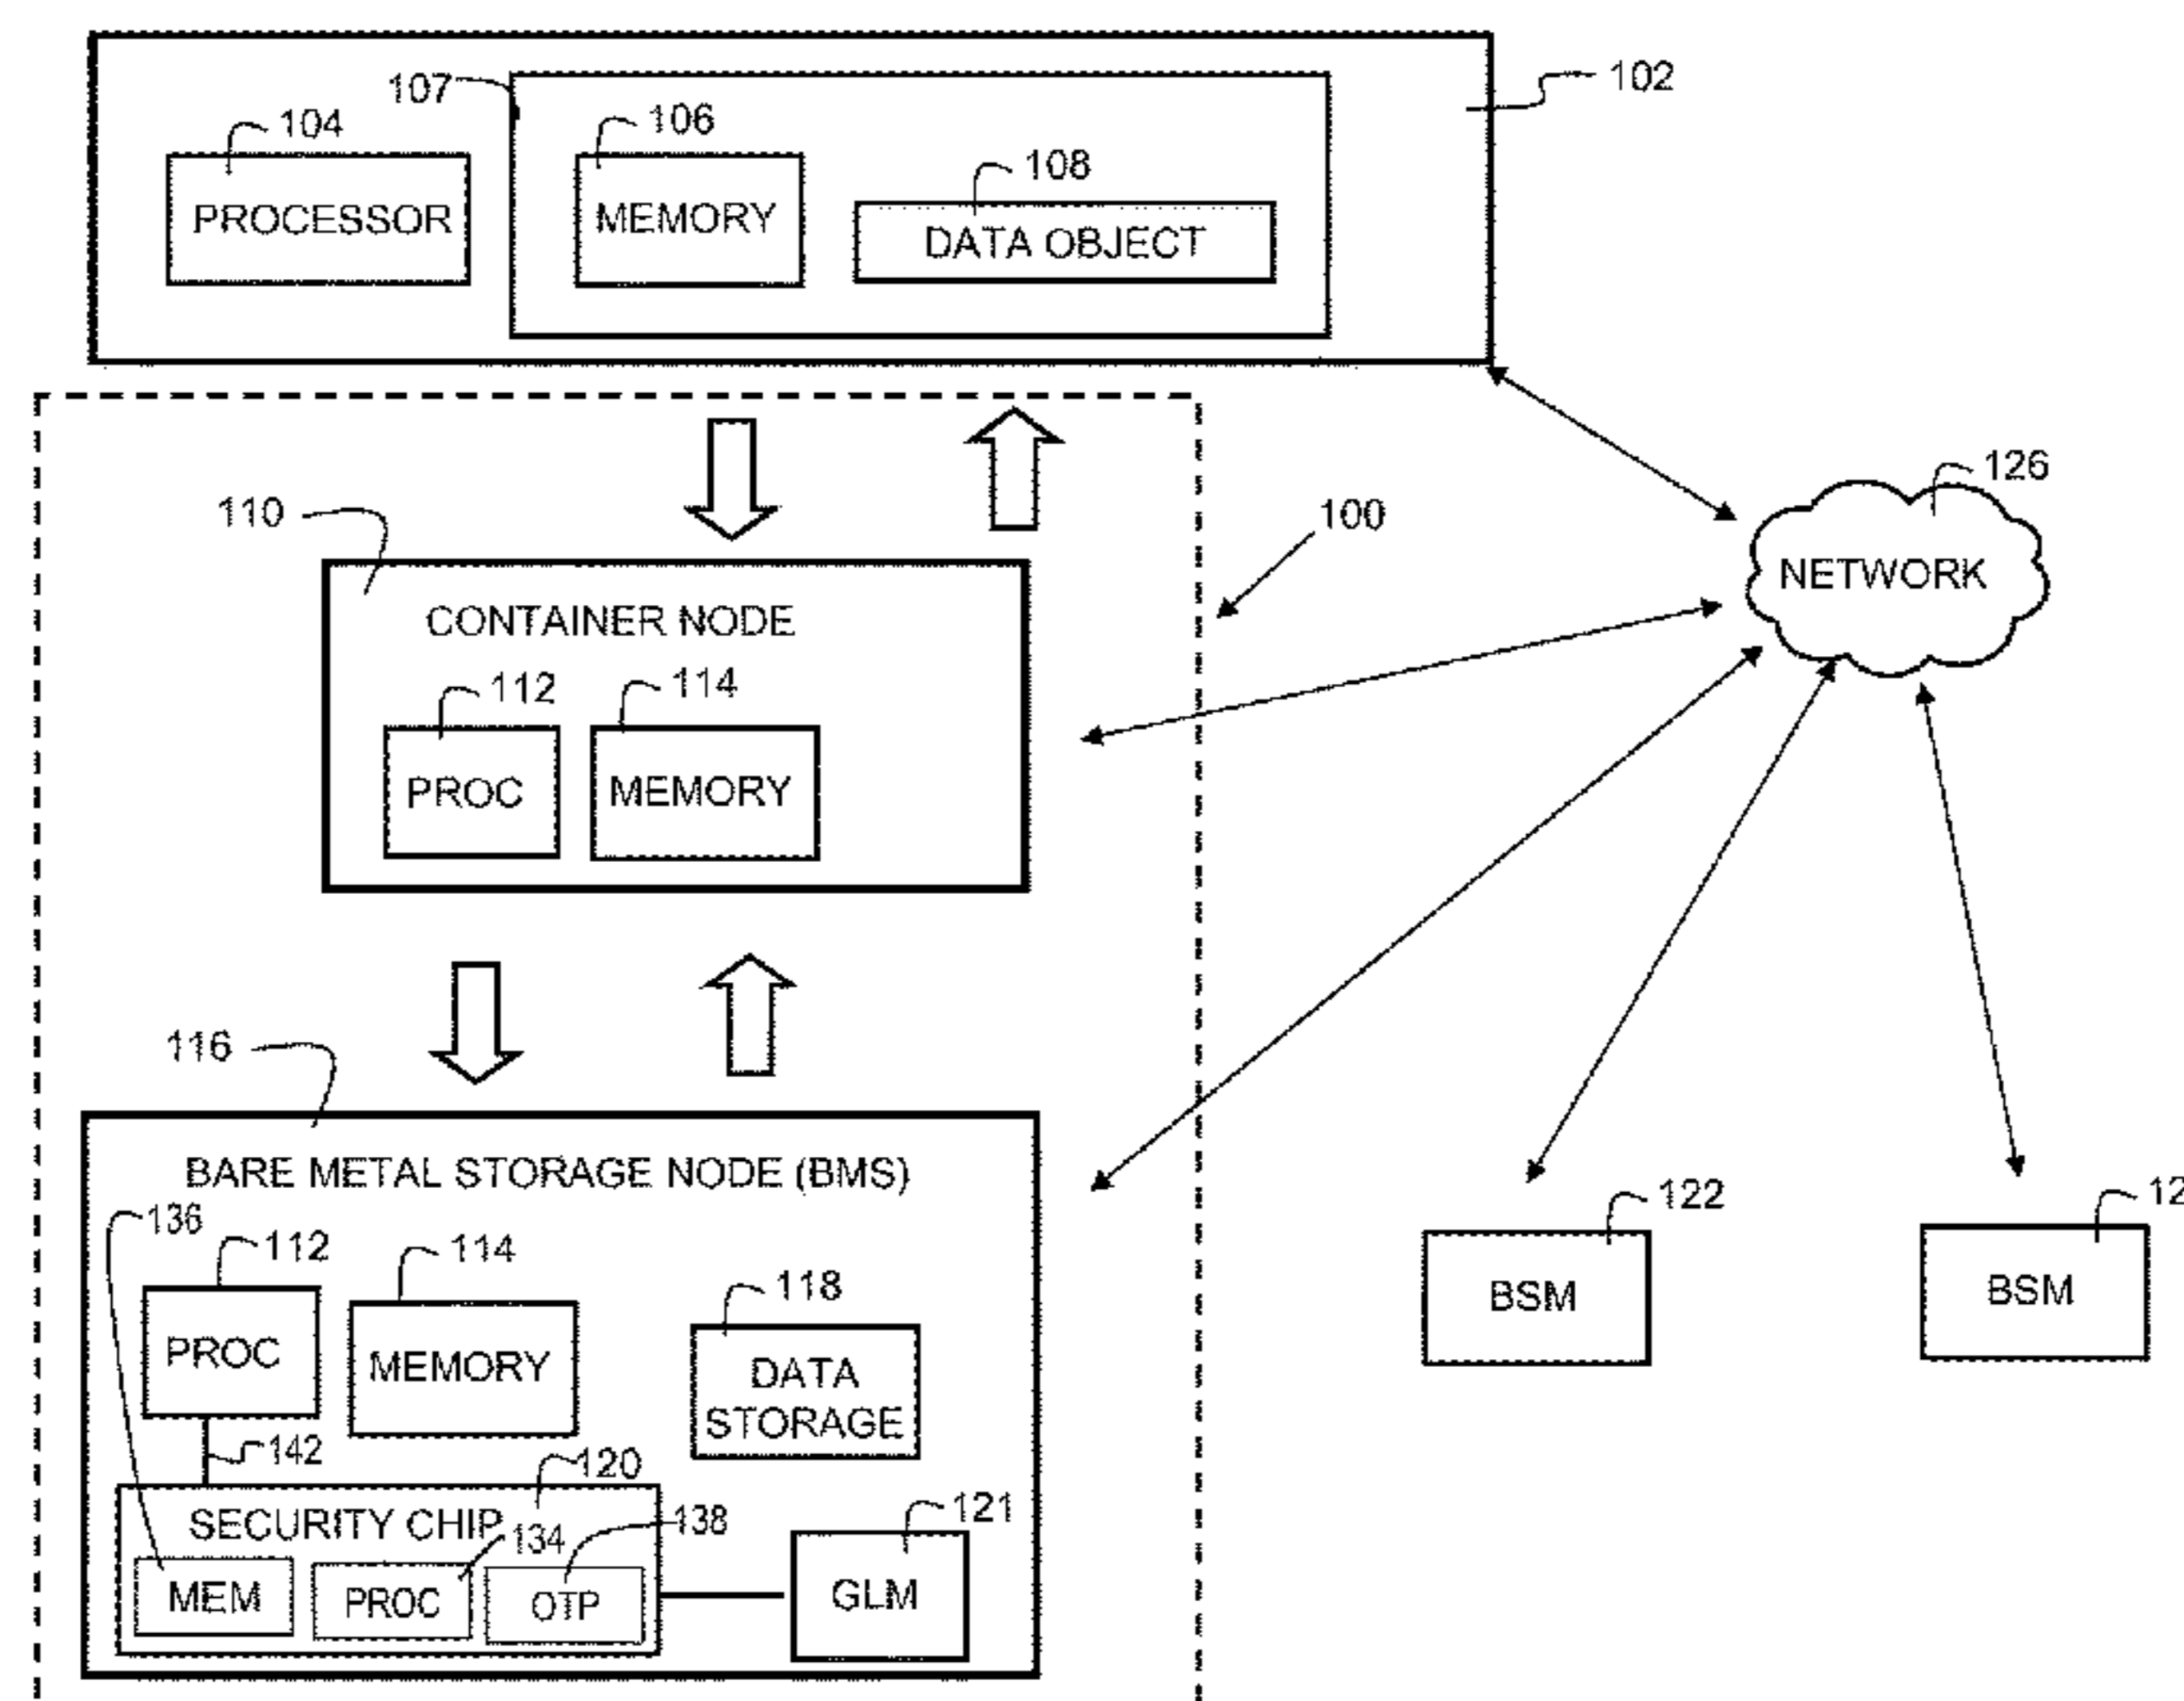 107
102
104
106
108
PROCESSOR
MEMORY
DATA OBJECT
126
110
100
NETWORK
CONTAINER NODE
112
114
PROC
MEMORY
116
BARE METAL STORAGE NODE (BMS)
136
112
114
118
122
PROC
MEMORY
DATA
STORAGE
BSM
BSM
142
120
SECURITY CHIP
134
138
121
MEM
PROC
OTP
GLM